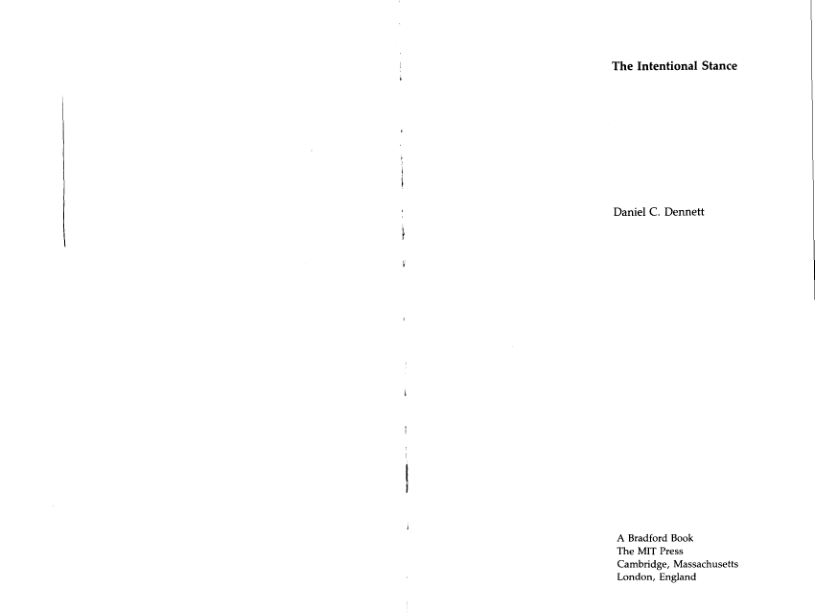 The Intentional Stance
Daniel C. Dennett
A Bradford Book
The MIT Press
Cambridge, Massachusetts
London, England